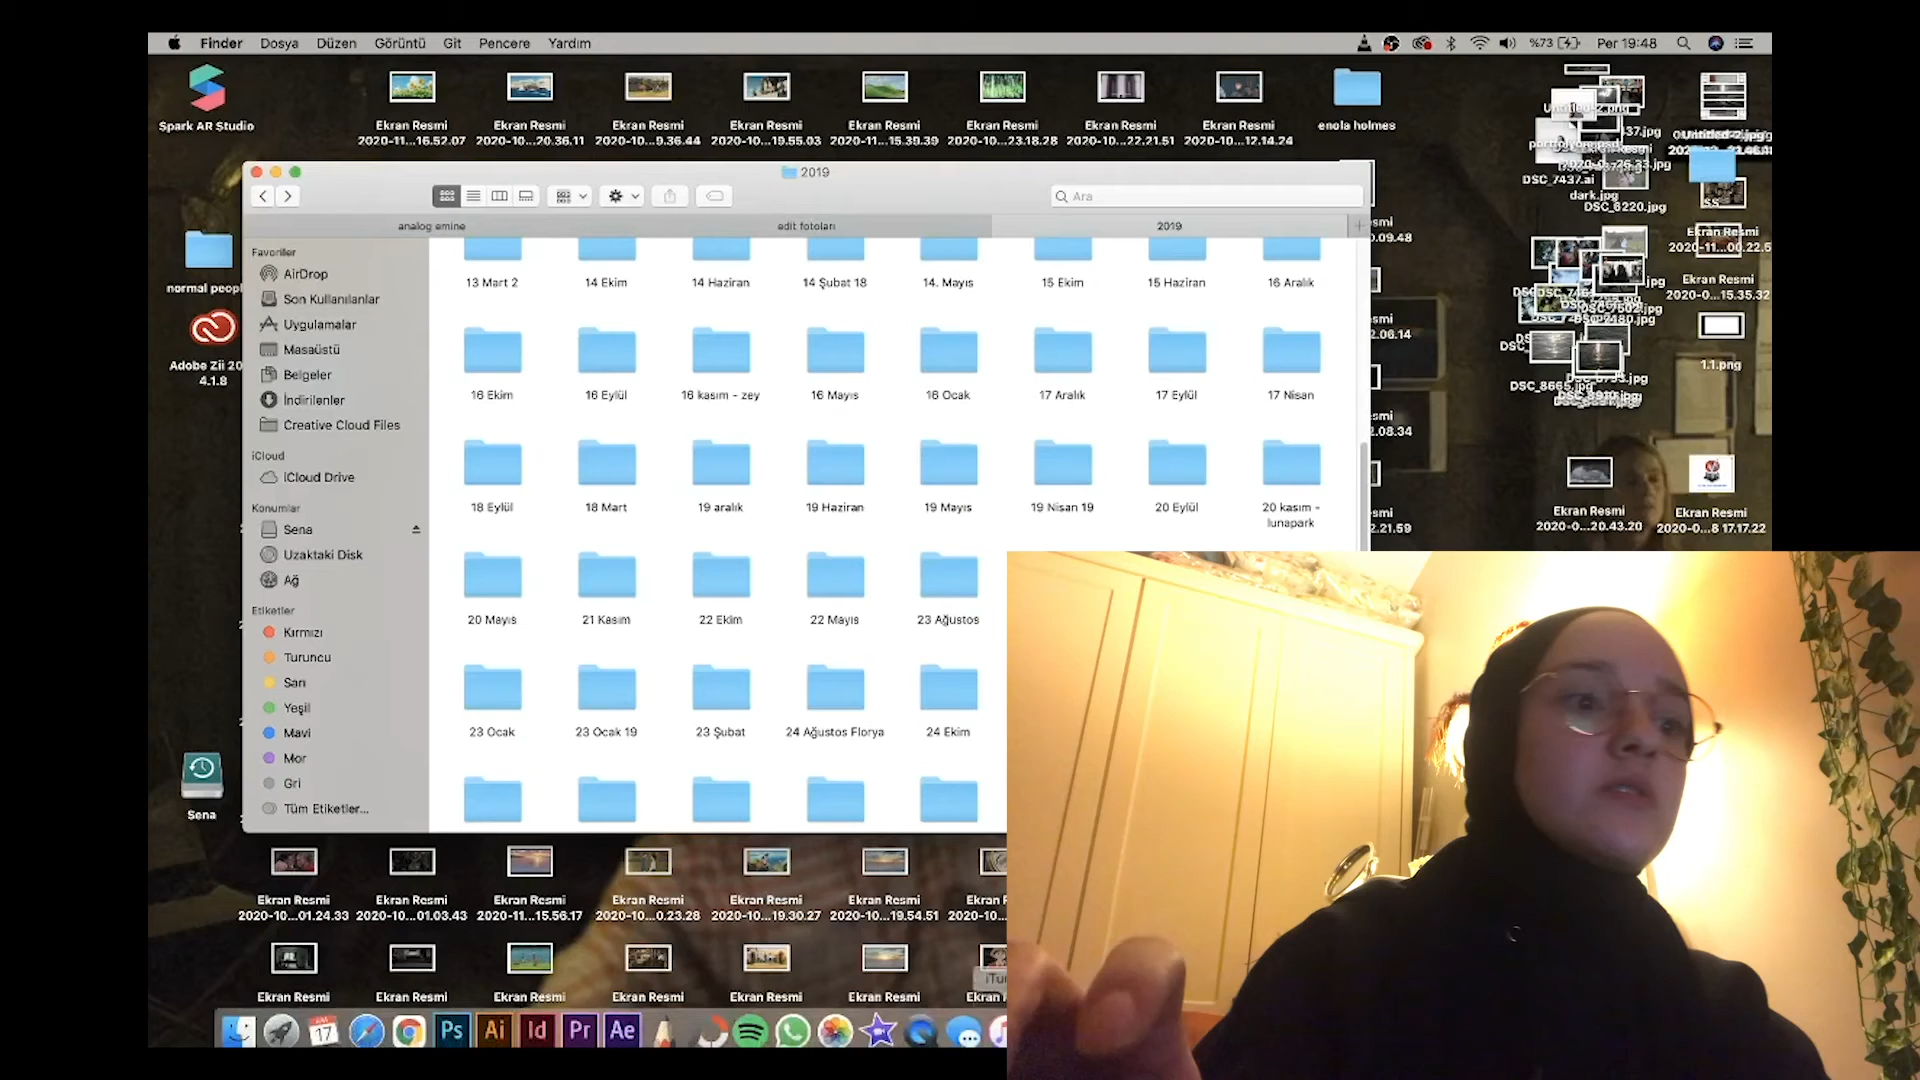 Finder Dosya Düzen Görüntü Git Pencere Yardım
%73 Per 19:48
Spark AR Studio
Ekran Resmi
2020-11...16.52.07
Ekran Resmi
2020-10...20.36.11
Ekran Resmi
Ekran Resmi
Ekran Resmi
2020-11...15.39.39
Ekran Resmi
2020-10...23.18.28
Ekran Resmi
2020-10...22.21.51
Ekran Resmi
2020-10...12.14.24
enola holmes
2019
Ara
analog emine
edit fotoları
2019
Favoriler
AirDrop
Son Kullanılanlar
Uygulamalar
Masaüstü
Belgeler
İndirilenler
Creative Cloud Files
iCloud
iCloud Drive
Konumlar
Sena
Uzaktaki Disk
Ağ
Etiketler
Kırmızı
Turuncu
Sarı
Yeşil
Mavi
Mor
Gri
Tüm Etiketler...
13 Mart 2
14 Ekim
14 Haziran
14 Şubat 18
14. Mayıs
15 Ekim
15 Haziran
16 Aralık
16 Ekim
16 Eylül
16 kasım - zey
16 Mayıs
16 Ocak
17 Aralık
17 Eylül
17 Nisan
18 Eylül
18 Mart
19 aralık
19 Haziran
19 Mayıs
19 Nisan 19
20 Eylül
20 kasım -
lunapark
20 Mayıs
21 Kasım
22 Ekim
22 Mayıs
23 Ağustos
23 Ocak
23 Ocak 19
23 Şubat
24 Ağustos Florya
24 Ekim
normal peopl
Adobe Zii 20
4.1.8
Sena
DSC_7437.ai
dark.jpg
DSC_6220.jpg
Ekran Resmi
2020-11...00.22.5
Ekran Resmi
2020-0...15.35.32
1.1.png
DSC_8665.jpg
Ekran Resmi
2020-0...20.43.20
Ekran Resmi
2020-0...8 17.17.22
Ekran Resmi
2020-10...01.24.33
Ekran Resmi
2020-10...01.03.43
Ekran Resmi
2020-11...15.56.17
Ekran Resmi
2020-10...0.23.28
Ekran Resmi
2020-10...19.30.27
Ekran Resmi
2020-10...19.54.51
Ekran
2020-10
Ekran Resmi
Ekran Resmi
Ekran Resmi
Ekran Resmi
Ekran Resmi
Ekran Resmi
Ekran
17
Ps
Ai
Id
Pr
Ae